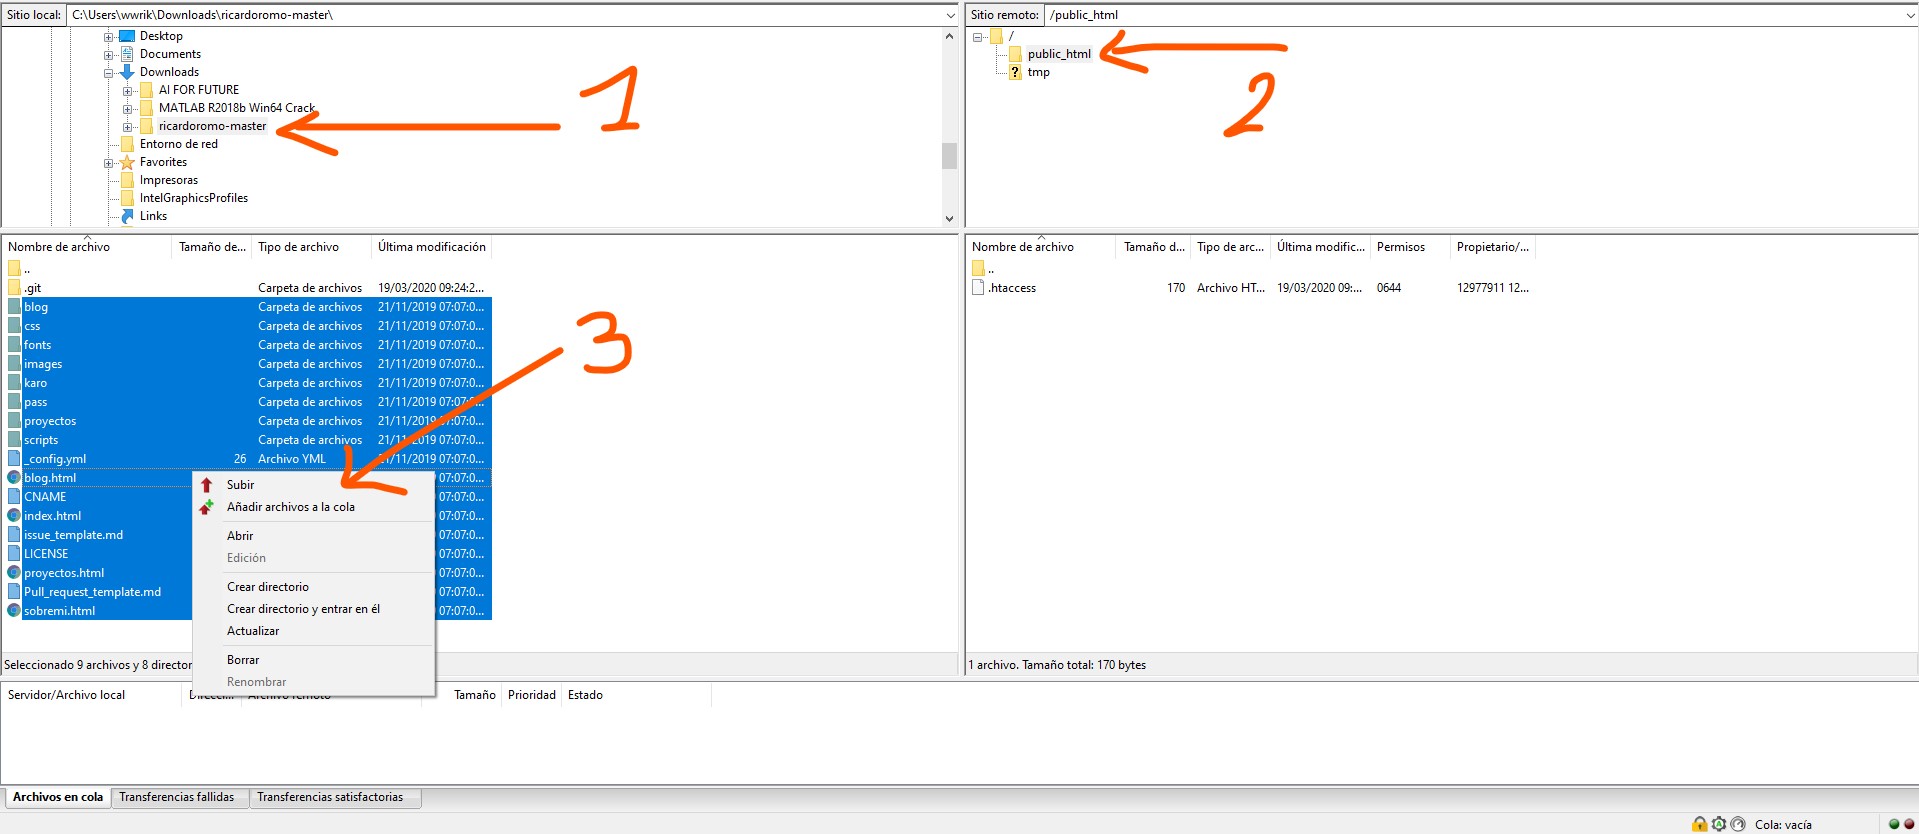 Sitio local: C:\Users\wwrik\Downloads\ricardoromo-master\
Desktop
Documents
Downloads
AI FOR FUTURE
MATLAB R2018b Win64 Crack
ricardoromo-master
Entorno de red
Favorites
Impresoras
IntelGraphicsProfiles
Links
1
Sitio remoto: /public_html
/
public_html
? tmp
2
Nombre de archivo Tamaño de... Tipo de archivo Última modificación
..
.git Carpeta de archivos 19/03/2020 09:24:2...
blog Carpeta de archivos 21/11/2019 07:07:0...
css Carpeta de archivos 21/11/2019 07:07:0...
fonts Carpeta de archivos 21/11/2019 07:07:0...
images Carpeta de archivos 21/11/2019 07:07:0...
karo Carpeta de archivos 21/11/2019 07:07:0...
pass Carpeta de archivos 21/11/2019 07:07:0...
proyectos Carpeta de archivos 21/11/2019 07:07:0...
scripts Carpeta de archivos 21/11/2019 07:07:0...
_config.yml 26 Archivo YML 21/11/2019 07:07:0...
blog.html 07:07:0...
CNAME 07:07:0...
index.html 07:07:0...
issue_template.md 07:07:0...
LICENSE 07:07:0...
proyectos.html 07:07:0...
Pull_request_template.md 07:07:0...
sobremi.html 07:07:0...
3
Subir
Añadir archivos a la cola
Abrir
Edición
Crear directorio
Crear directorio y entrar en él
Actualizar
Borrar
Renombrar
Seleccionado 9 archivos y 8 director
Nombre de archivo Tamaño d... Tipo de arc... Última modific... Permisos Propietario/...
..
.htaccess 170 Archivo HT... 19/03/2020 09:... 0644 12977911 12...
1 archivo. Tamaño total: 170 bytes
Servidor/Archivo local Direcci... Archivo remoto Tamaño Prioridad Estado
Archivos en cola Transferencias fallidas Transferencias satisfactorias
Cola: vacía